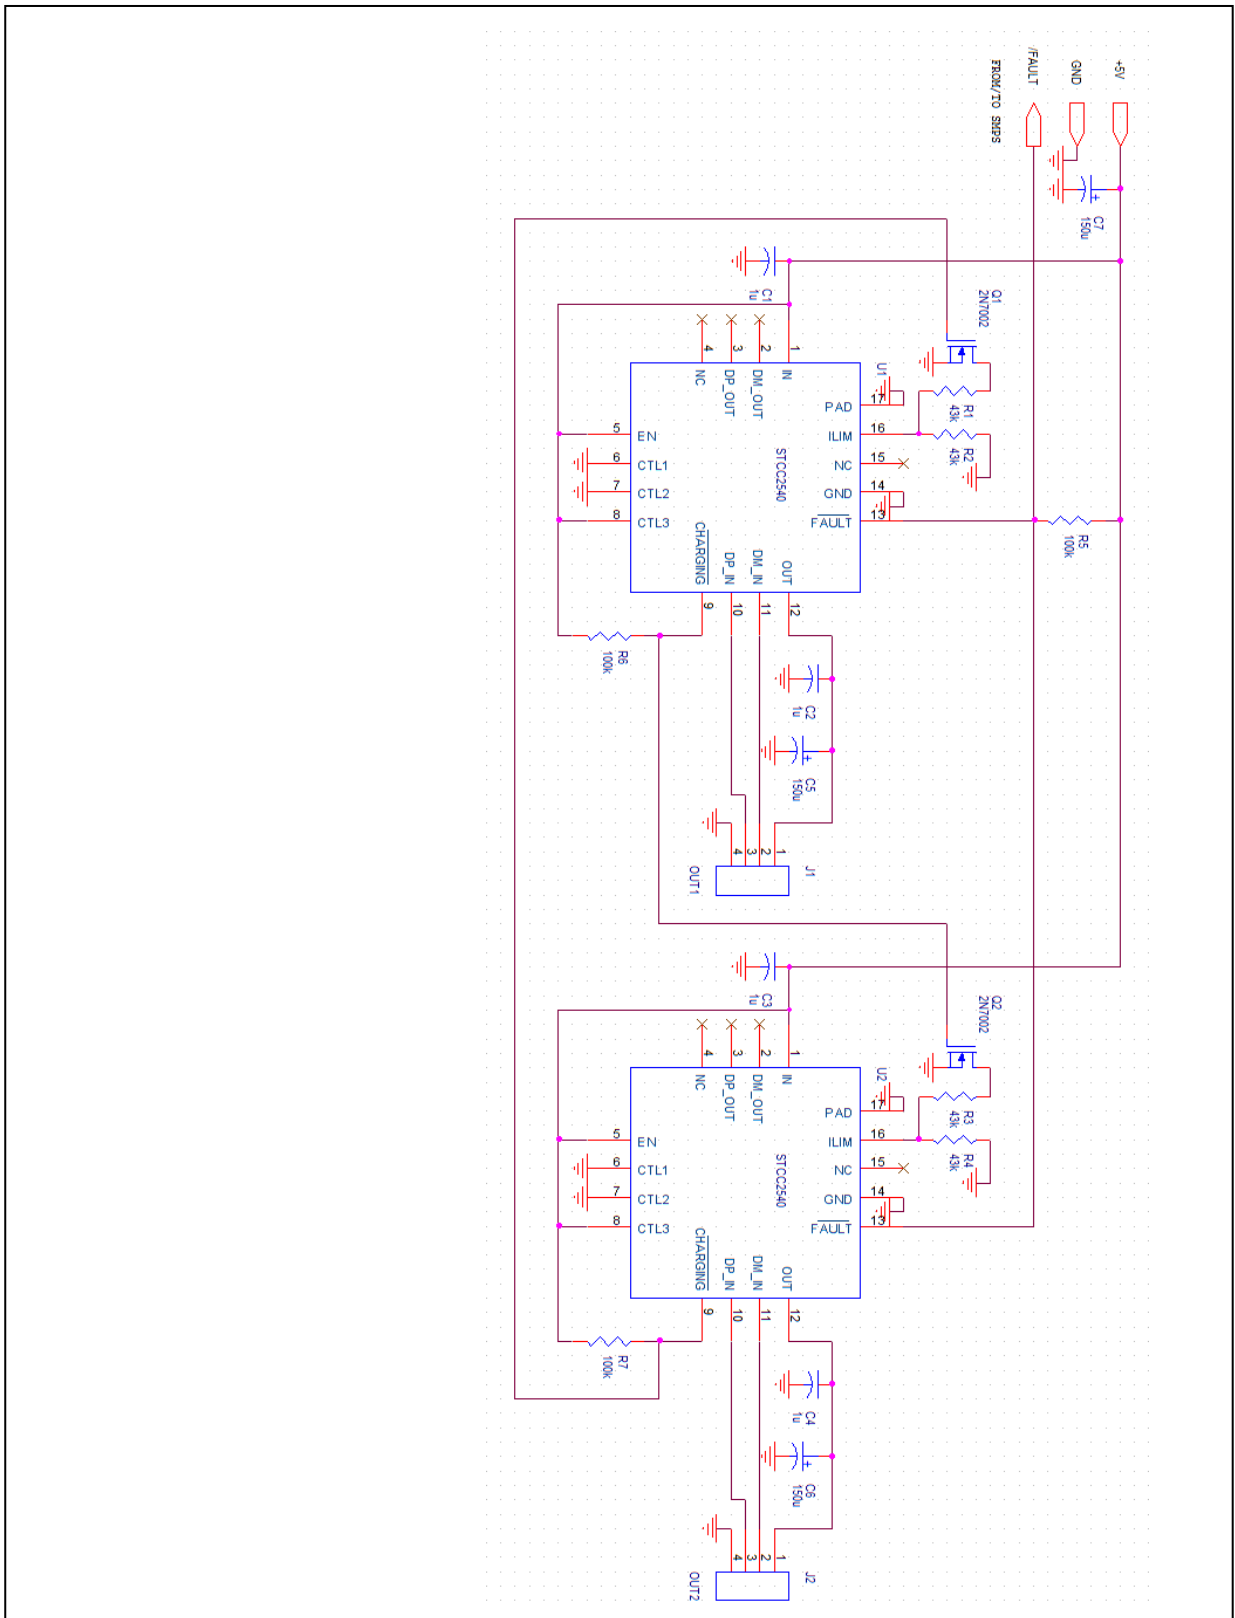 +5V
GND
/FAULT
FROM/TO SMPS
C7
150u
C1
1u
Q1
2N7002
R1
43k
R2
43k
R5
100k
U1
STCC2540
1
IN
2
DM_OUT
3
DP_OUT
4
NC
5
EN
6
CTL1
7
CTL2
8
CTL3
9
CHARGING
10
DP_IN
11
DM_IN
12
OUT
13
FAULT
14
GND
15
NC
16
ILIM
17
PAD
R6
100k
C2
1u
C5
150u
1
2
3
4
J1
OUT1
C3
1u
Q2
2N7002
R3
43k
R4
43k
U2
STCC2540
1
IN
2
DM_OUT
3
DP_OUT
4
NC
5
EN
6
CTL1
7
CTL2
8
CTL3
9
CHARGING
10
DP_IN
11
DM_IN
12
OUT
13
FAULT
14
GND
15
NC
16
ILIM
17
PAD
R7
100k
C4
1u
C6
150u
1
2
3
4
J2
OUT2